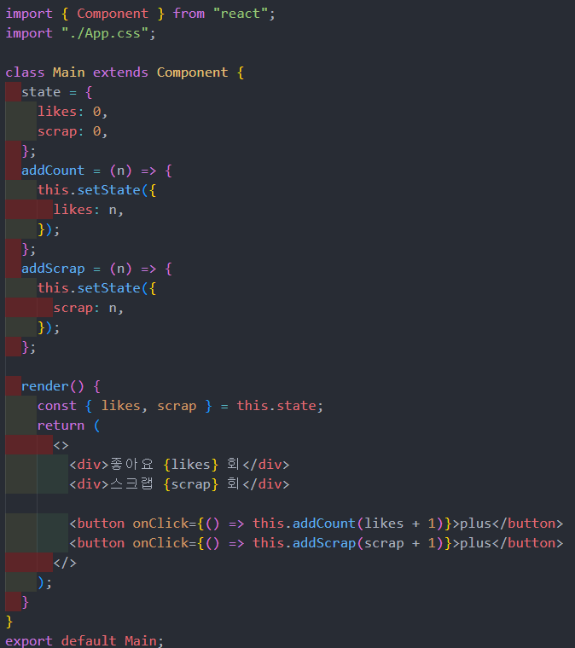 import { Component } from "react";
import "./App.css";

class Main extends Component {
  state = {
    likes: 0,
    scrap: 0,
  };
  addCount = (n) => {
    this.setState({
      likes: n,
    });
  };
  addScrap = (n) => {
    this.setState({
      scrap: n,
    });
  };

  render() {
    const { likes, scrap } = this.state;
    return (
      <>
        <div>좋아요 {likes} 회</div>
        <div>스크랩 {scrap} 회</div>

        <button onClick={() => this.addCount(likes + 1)}>plus</button>
        <button onClick={() => this.addScrap(scrap + 1)}>plus</button>
      </>
    );
  }
}
export default Main;